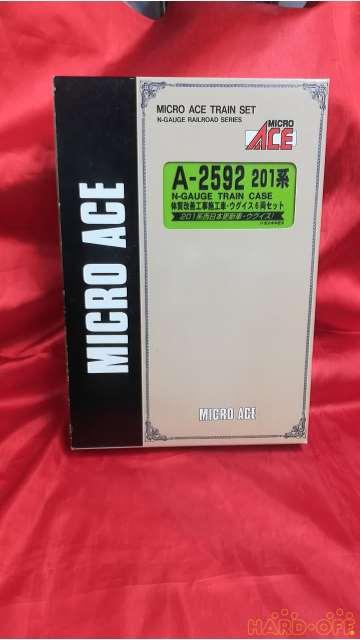 MICRO ACE TRAIN SET
N-GAUGE RAILROAD SERIES
MICRO
ACE
A-2592 201系
N-GAUGE TRAIN CASE
体質改善工事施工車・ウグイス6両セット
201系西日本更新車・ウグイス!
MICRO ACE
MICRO ACE
HARD-OFF